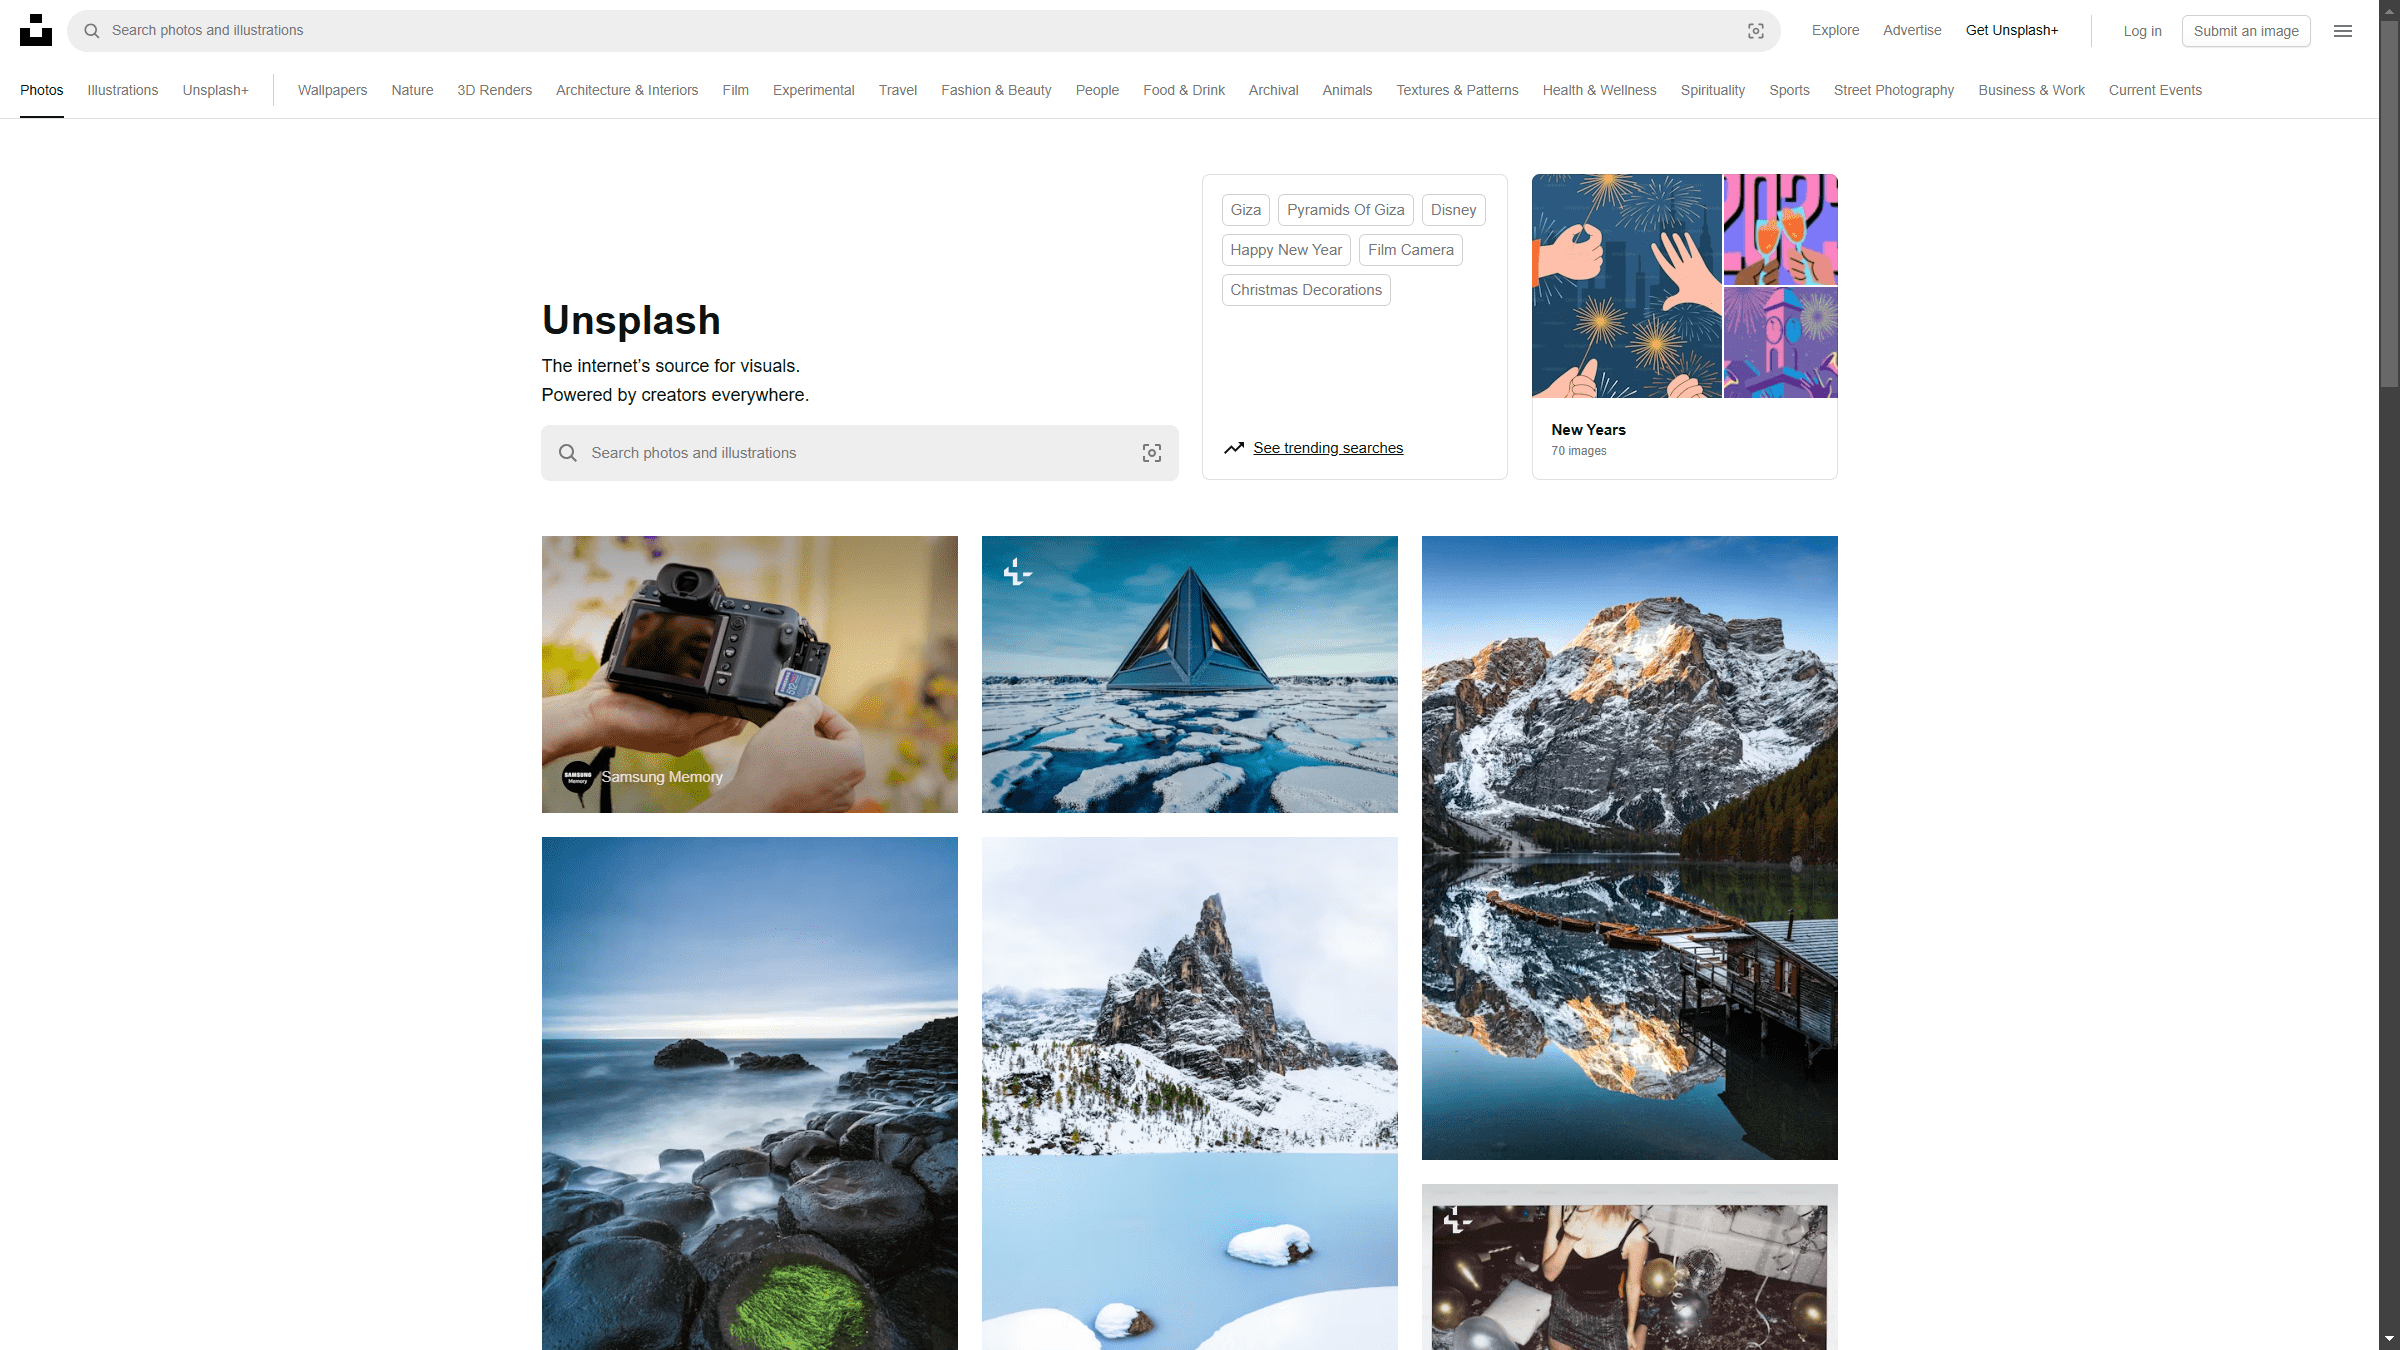 Search photos and illustrations
Explore
Advertise
Get Unsplash+
Log in
Submit an image
Photos
Illustrations
Unsplash+
Wallpapers
Nature
3D Renders
Architecture & Interiors
Film
Experimental
Travel
Fashion & Beauty
People
Food & Drink
Archival
Animals
Textures & Patterns
Health & Wellness
Spirituality
Sports
Street Photography
Business & Work
Current Events
Unsplash
The internet’s source for visuals.
Powered by creators everywhere.
Search photos and illustrations
Giza
Pyramids Of Giza
Disney
Happy New Year
Film Camera
Christmas Decorations
See trending searches
New Years
70 images
SAMSUNG
Memory
Samsung Memory